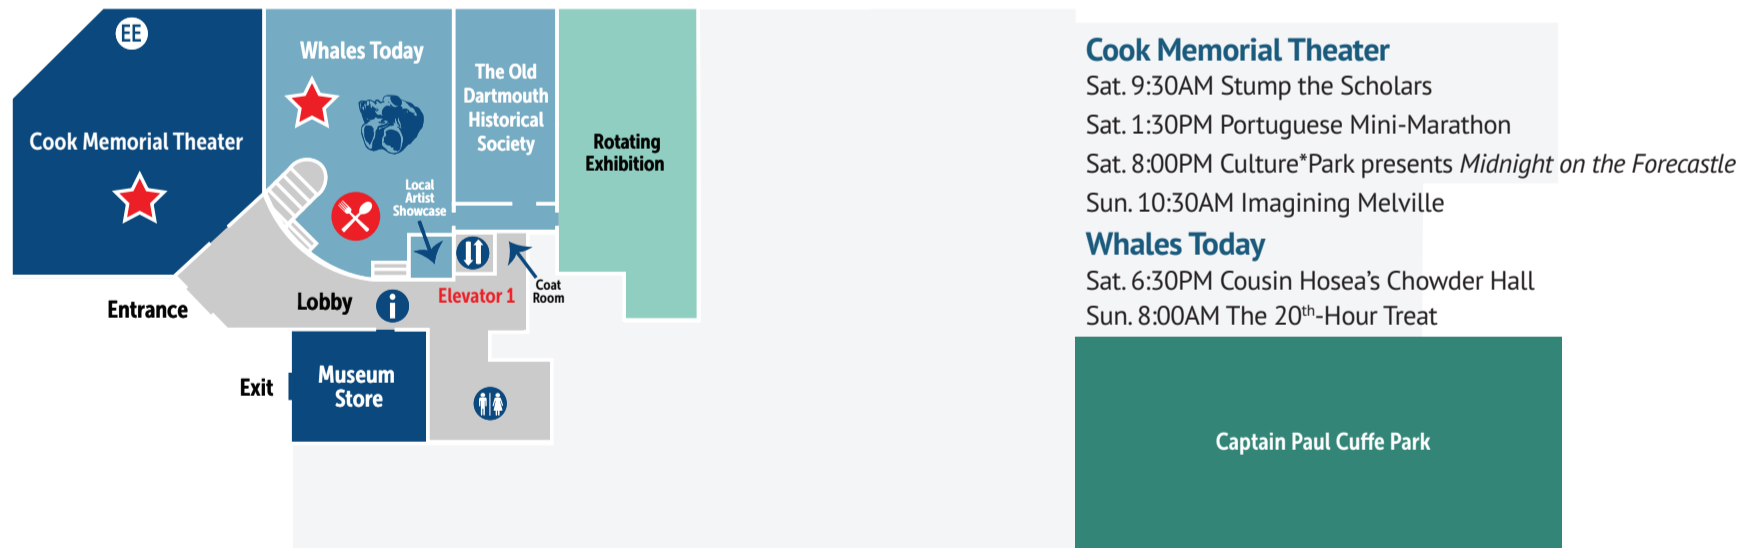 EE
Whales Today
The Old
Dartmouth
Historical
Society
Cook Memorial Theater
Rotating
Exhibition
Local
Artist
Showcase
Coat
Room
Elevator 1
Entrance
Lobby
i
Exit
Museum
Store
Cook Memorial Theater
Sat. 9:30AM Stump the Scholars
Sat. 1:30PM Portuguese Mini-Marathon
Sat. 8:00PM Culture*Park presents Midnight on the Forecastle
Sun. 10:30AM Imagining Melville
Whales Today
Sat. 6:30PM Cousin Hosea’s Chowder Hall
Sun. 8:00AM The 20th-Hour Treat
Captain Paul Cuffe Park